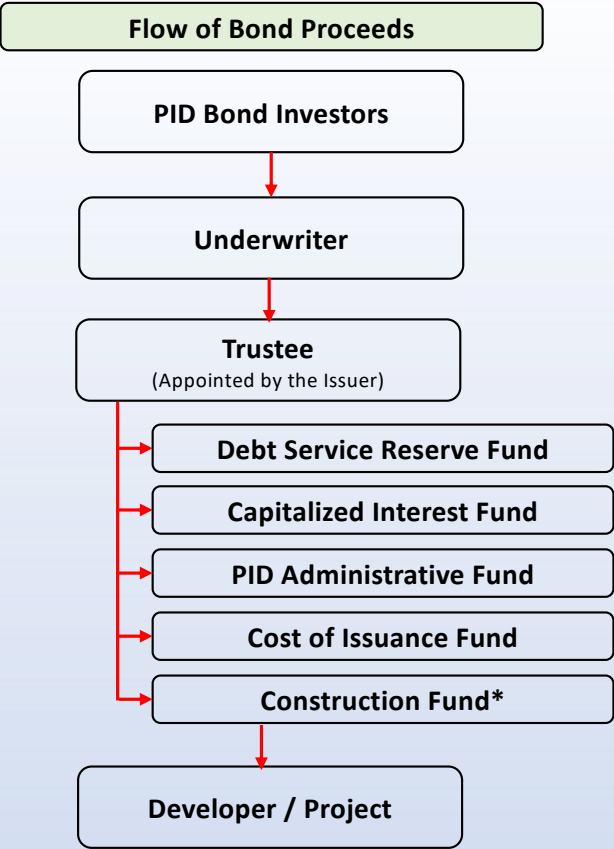 Flow of Bond Proceeds
PID Bond Investors
Underwriter
Trustee
(Appointed by the Issuer)
Debt Service Reserve Fund
Capitalized Interest Fund
PID Administrative Fund
Cost of Issuance Fund
Construction Fund*
Developer / Project